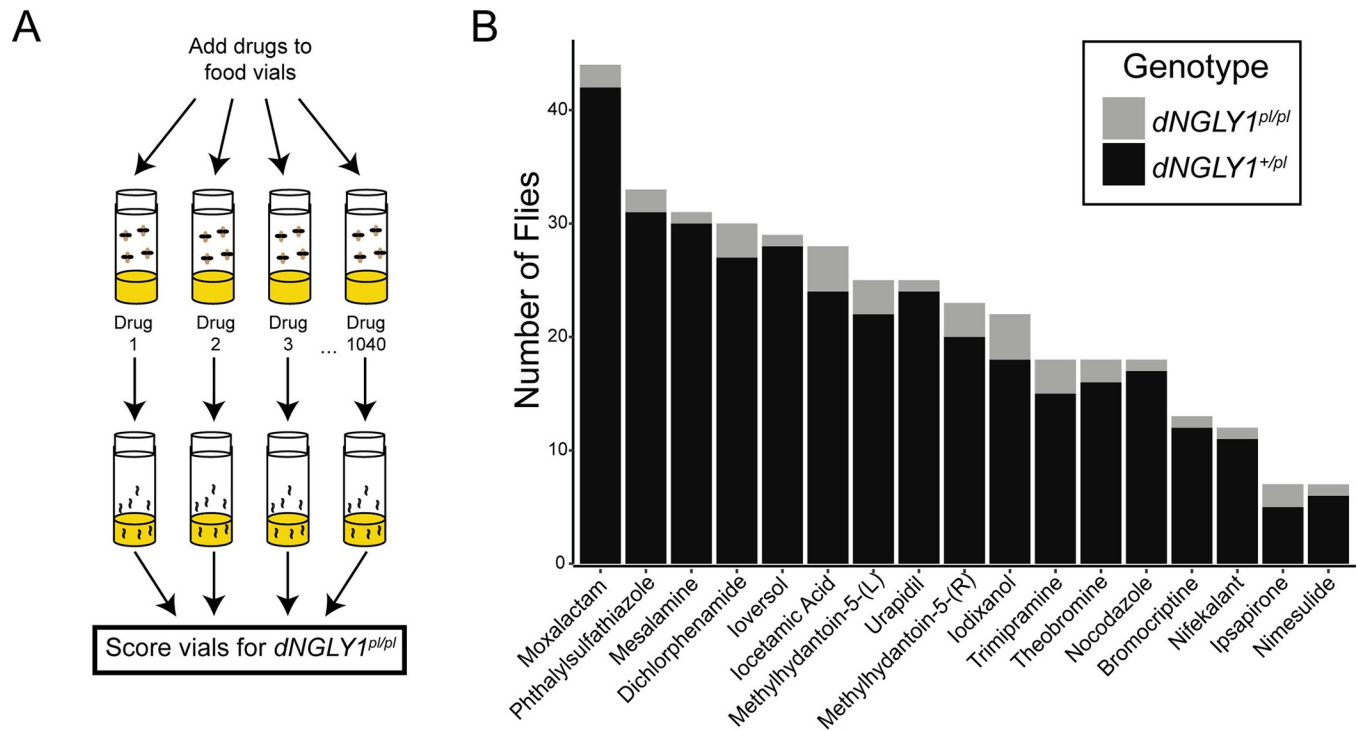 A
Add drugs to
food vials
Drug
1
Drug
2
Drug
3
...
Drug
1040
Score vials for dNGLY1pl/pl
B
Genotype
dNGLY1pl/pl
dNGLY1+/pl
Number of Flies
40
30
20
10
0
Moxalactam
Phthalylsulfathiazole
Mesalamine
Dichlorphenamide
Ioversol
Iocetamic Acid
Methylhydantoin-5-(L)
Urapidil
Methylhydantoin-5-(R)
Iodixanol
Trimipramine
Theobromine
Nocodazole
Bromocriptine
Nifekalant
Ipsapirone
Nimesulide